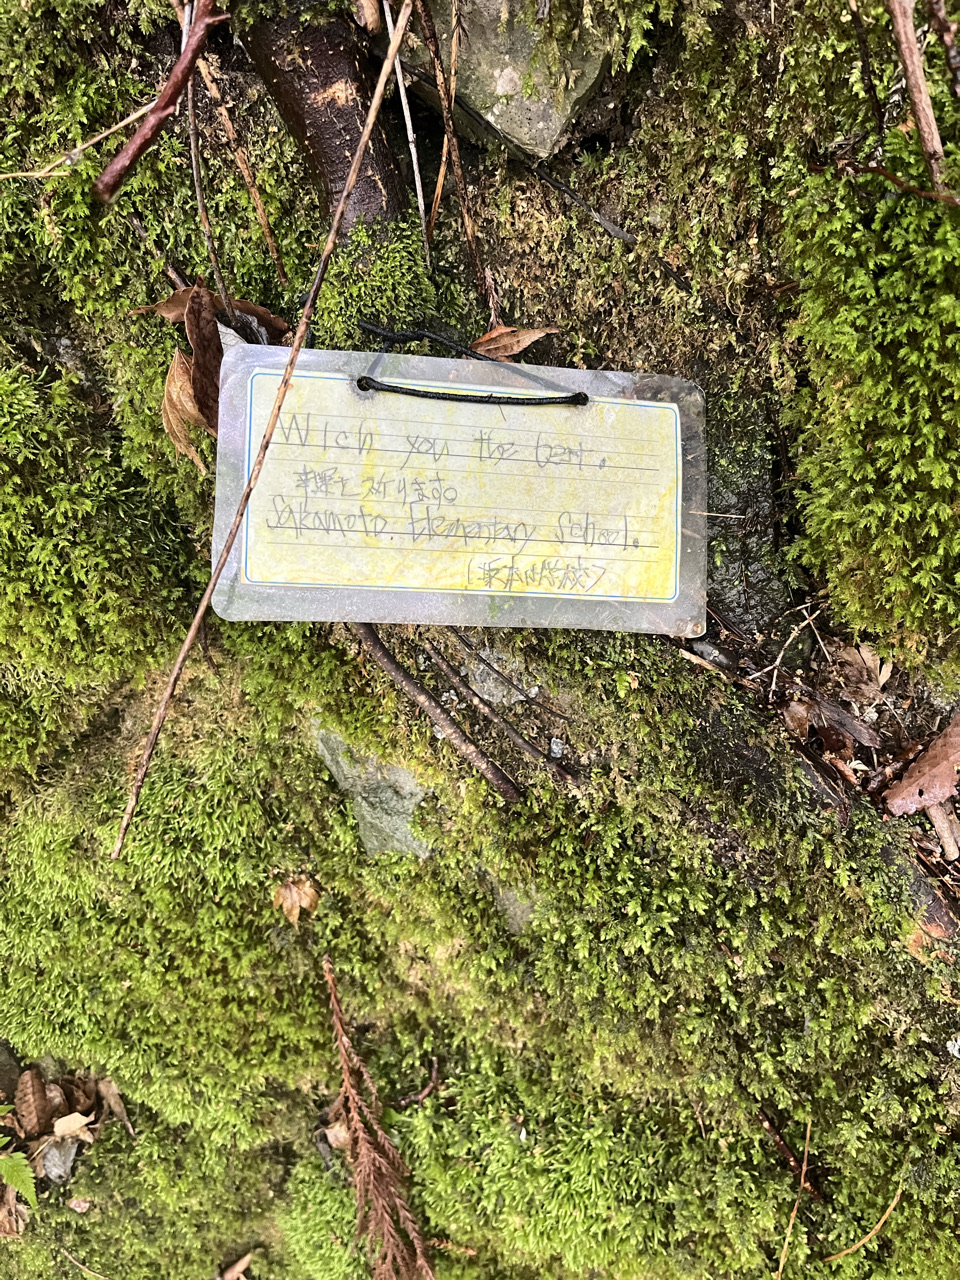 Wich you the best.
幸運を祈ります。
Sakamoto. Elementary School.
(坂本小学校)